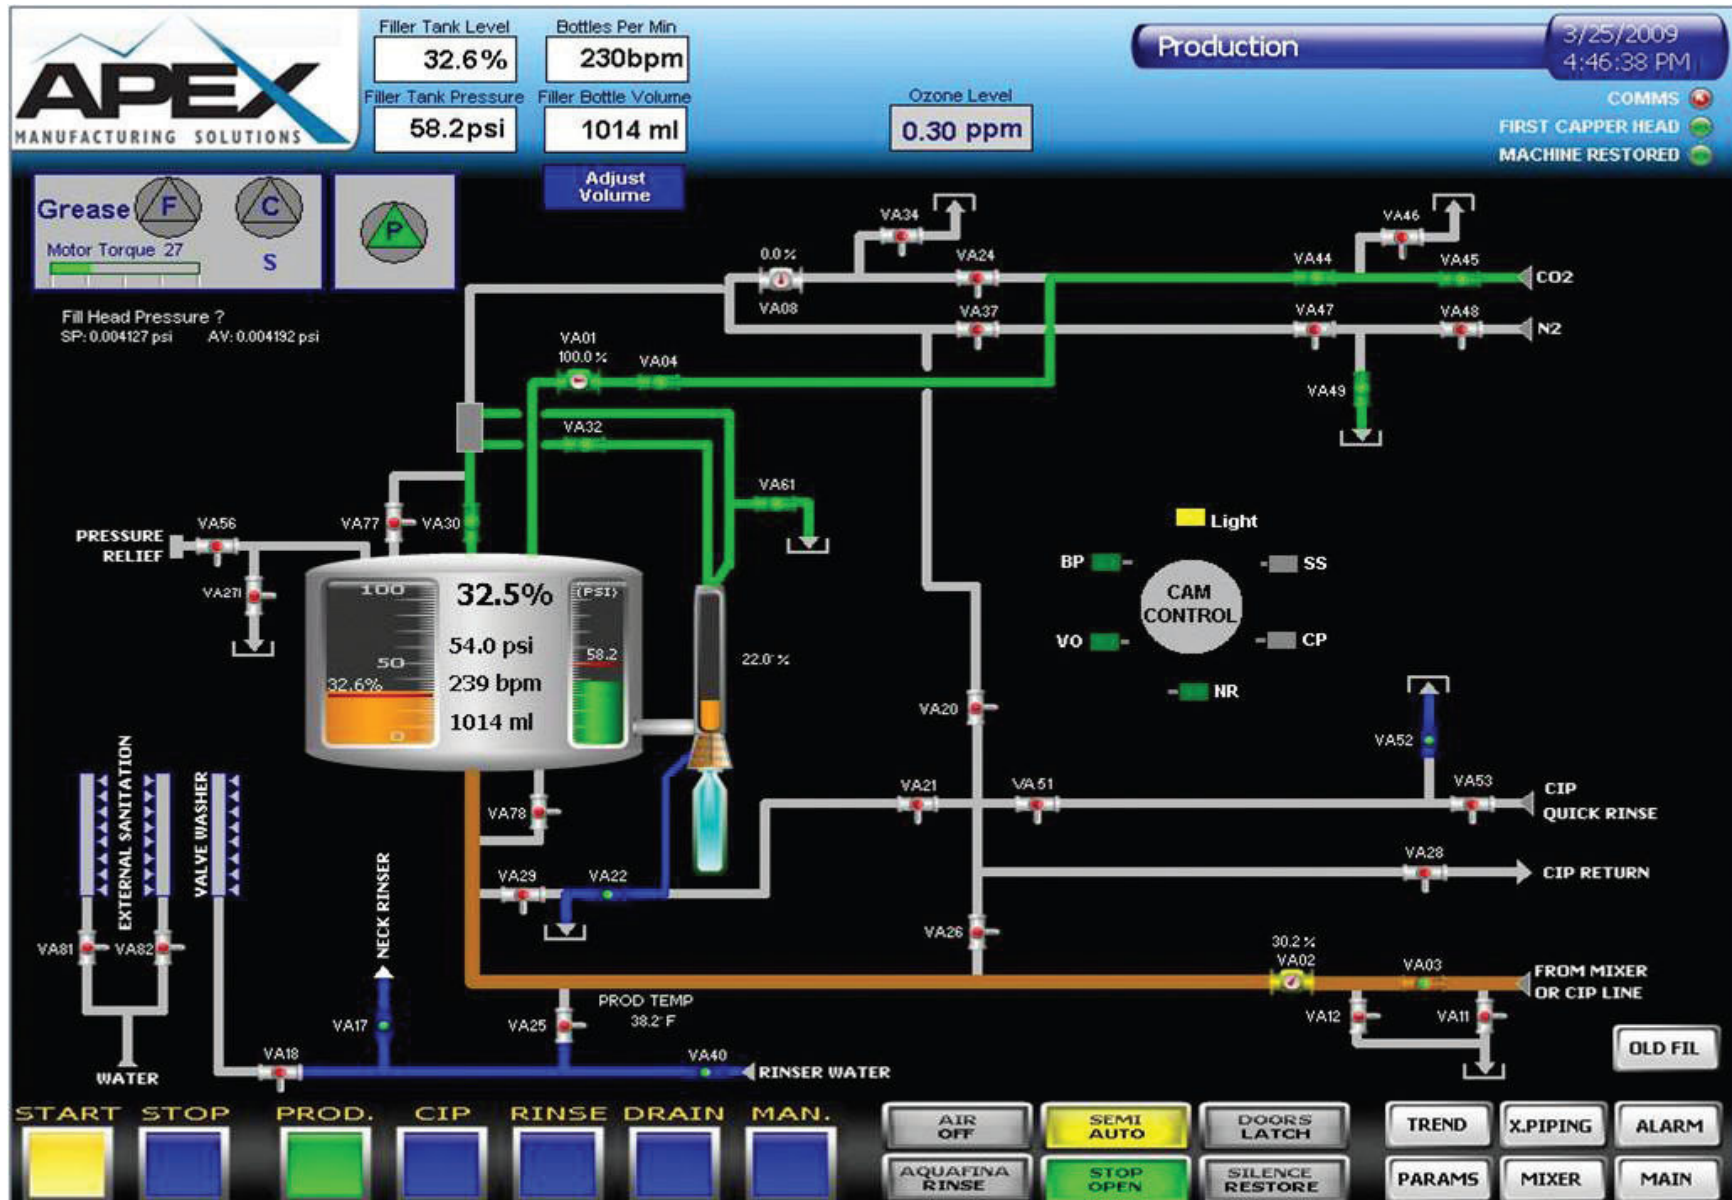 APEX
MANUFACTURING SOLUTIONS
Filler Tank Level
32.6%
Bottles Per Min
230bpm
Filler Tank Pressure
58.2psi
Filler Bottle Volume
1014 ml
Adjust
Volume
Ozone Level
0.30 ppm
Production
3/25/2009
4:46:38 PM
COMMS
FIRST CAPPER HEAD
MACHINE RESTORED
Grease
F
C
S
Motor Torque 27
P
Fill Head Pressure ?
SP: 0.004127 psi
AV: 0.004192 psi
VA34
VA46
0.0 %
VA08
VA24
VA44
VA45
CO2
VA37
VA47
VA48
N2
VA01
100.0 %
VA04
VA49
VA32
VA61
VA56
VA77
VA30
PRESSURE
RELIEF
VA27I
Light
BP
SS
CAM
CONTROL
VO
CP
NR
100
50
0
32.6%
32.5%
54.0 psi
239 bpm
1014 ml
(PSI)
58.2
22.0 %
VA20
VA52
VA21
VA51
VA53
CIP
QUICK RINSE
VA78
EXTERNAL SANITATION
VALVE WASHER
NECK RINSER
VA29
VA22
VA28
CIP RETURN
VA81
VA82
VA26
30.2 %
VA02
VA03
FROM MIXER
OR CIP LINE
PROD TEMP
38.2° F
VA17
VA25
VA12
VA11
VA18
VA40
RINSER WATER
WATER
OLD FIL
START
STOP
PROD.
CIP
RINSE
DRAIN
MAN.
AIR
OFF
SEMI
AUTO
DOORS
LATCH
TREND
X.PIPING
ALARM
AQUAFINA
RINSE
STOP
OPEN
SILENCE
RESTORE
PARAMS
MIXER
MAIN